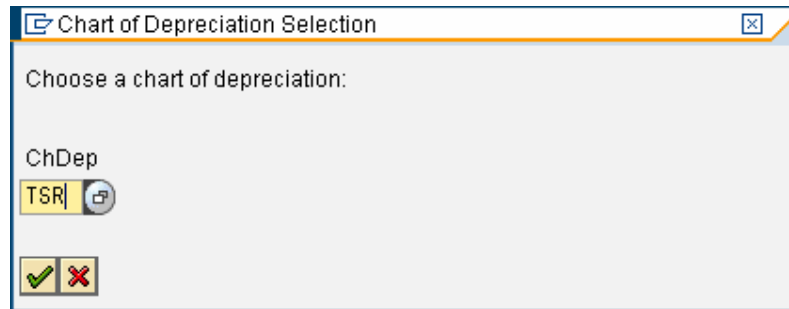 Chart of Depreciation Selection
Choose a chart of depreciation:
ChDep
TSR